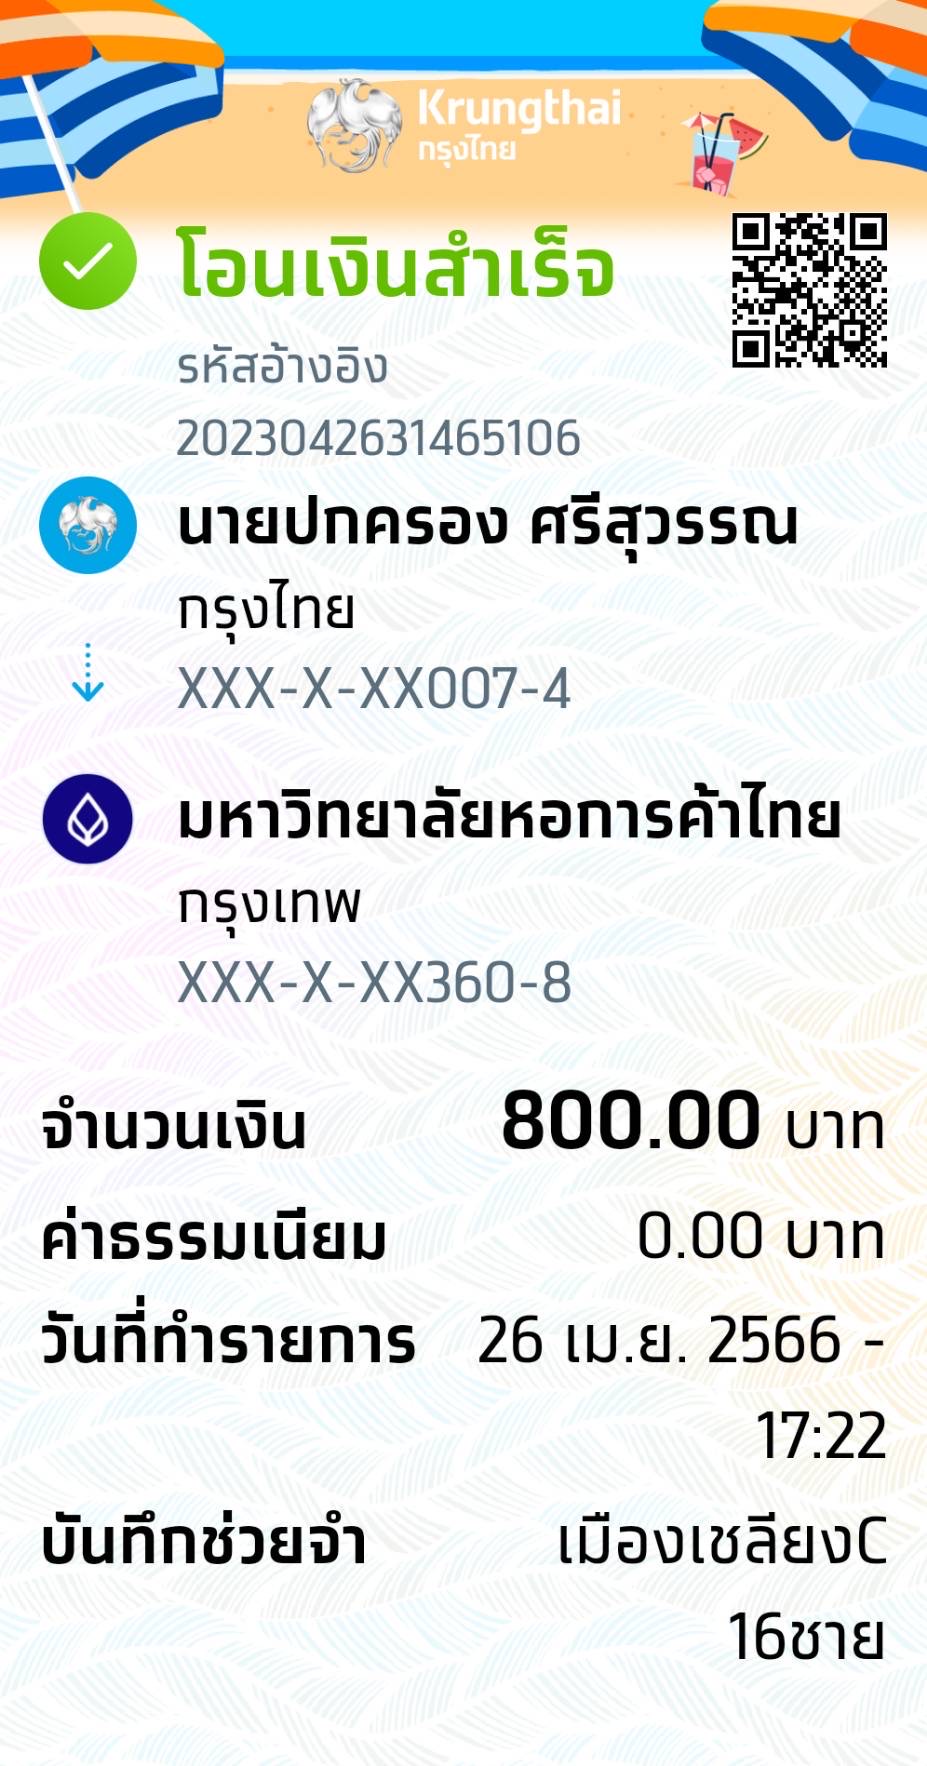 Krungthai
กรุงไทย
โอนเงินสำเร็จ
รหัสอ้างอิง
2023042631465106
นายปกครอง ศรีสุวรรณ
กรุงไทย
XXX-X-XX007-4
มหาวิทยาลัยหอการค้าไทย
กรุงเทพ
XXX-X-XX360-8
จำนวนเงิน 800.00 บาท
ค่าธรรมเนียม 0.00 บาท
วันที่ทำรายการ 26 เม.ย. 2566 -
17:22
บันทึกช่วยจำ เมืองเชลียงC
16ชาย